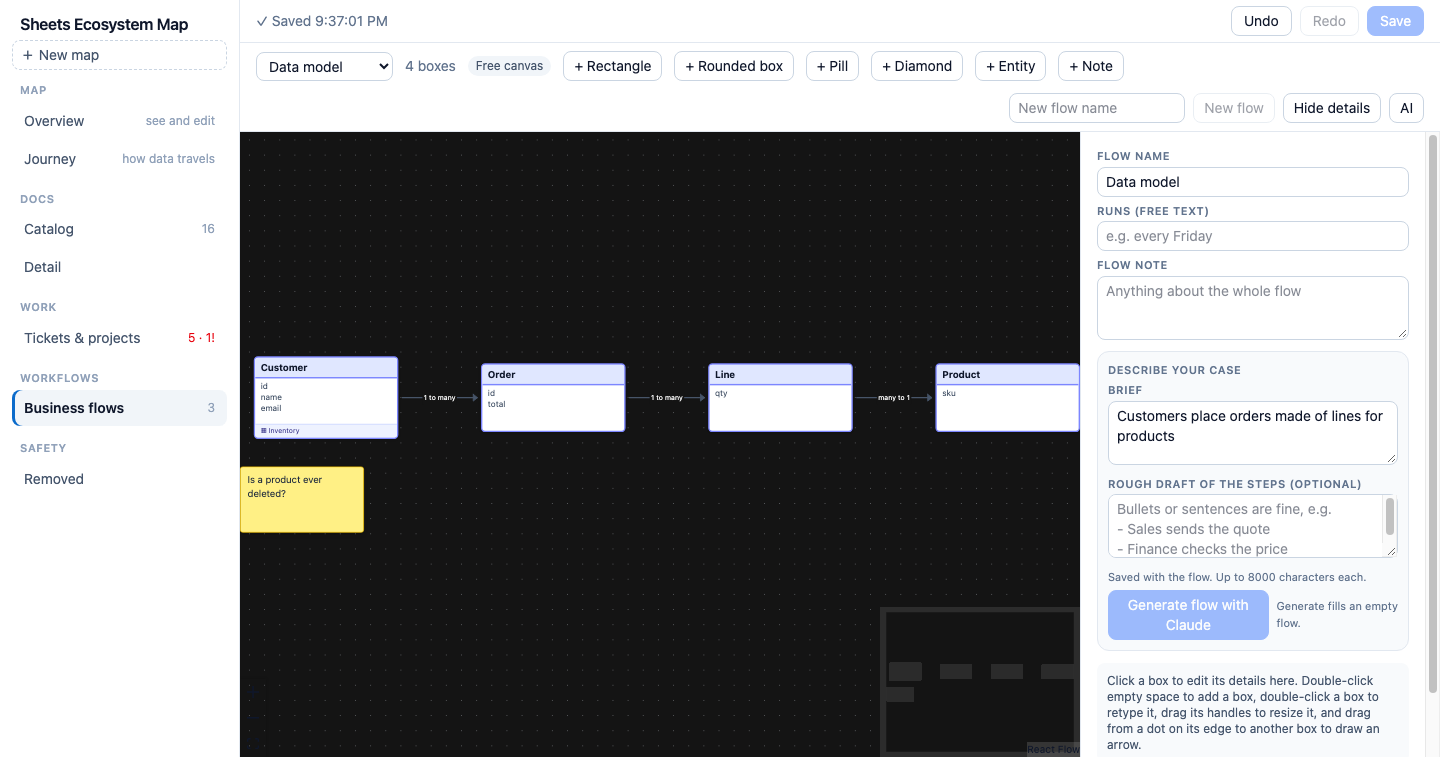 Sheets Ecosystem Map
+ New map
MAP
Overview see and edit
Journey how data travels
DOCS
Catalog 16
Detail
WORK
Tickets & projects 5 · 1!
WORKFLOWS
Business flows 3
SAFETY
Removed
✓ Saved 9:37:01 PM
Undo Redo Save
Data model 4 boxes Free canvas + Rectangle + Rounded box + Pill + Diamond + Entity + Note
New flow name New flow Hide details AI
Customer
id
name
email
Inventory
1 to many
Order
id
total
1 to many
Line
qty
many to 1
Product
sku
Is a product ever
deleted?
React Flow
FLOW NAME
Data model
RUNS (FREE TEXT)
e.g. every Friday
FLOW NOTE
Anything about the whole flow
DESCRIBE YOUR CASE
BRIEF
Customers place orders made of lines for
products
ROUGH DRAFT OF THE STEPS (OPTIONAL)
Bullets or sentences are fine, e.g.
- Sales sends the quote
- Finance checks the price
Saved with the flow. Up to 8000 characters each.
Generate flow with
Claude
Generate fills an empty
flow.
Click a box to edit its details here. Double-click
empty space to add a box, double-click a box to
retype it, drag its handles to resize it, and drag
from a dot on its edge to another box to draw an
arrow.